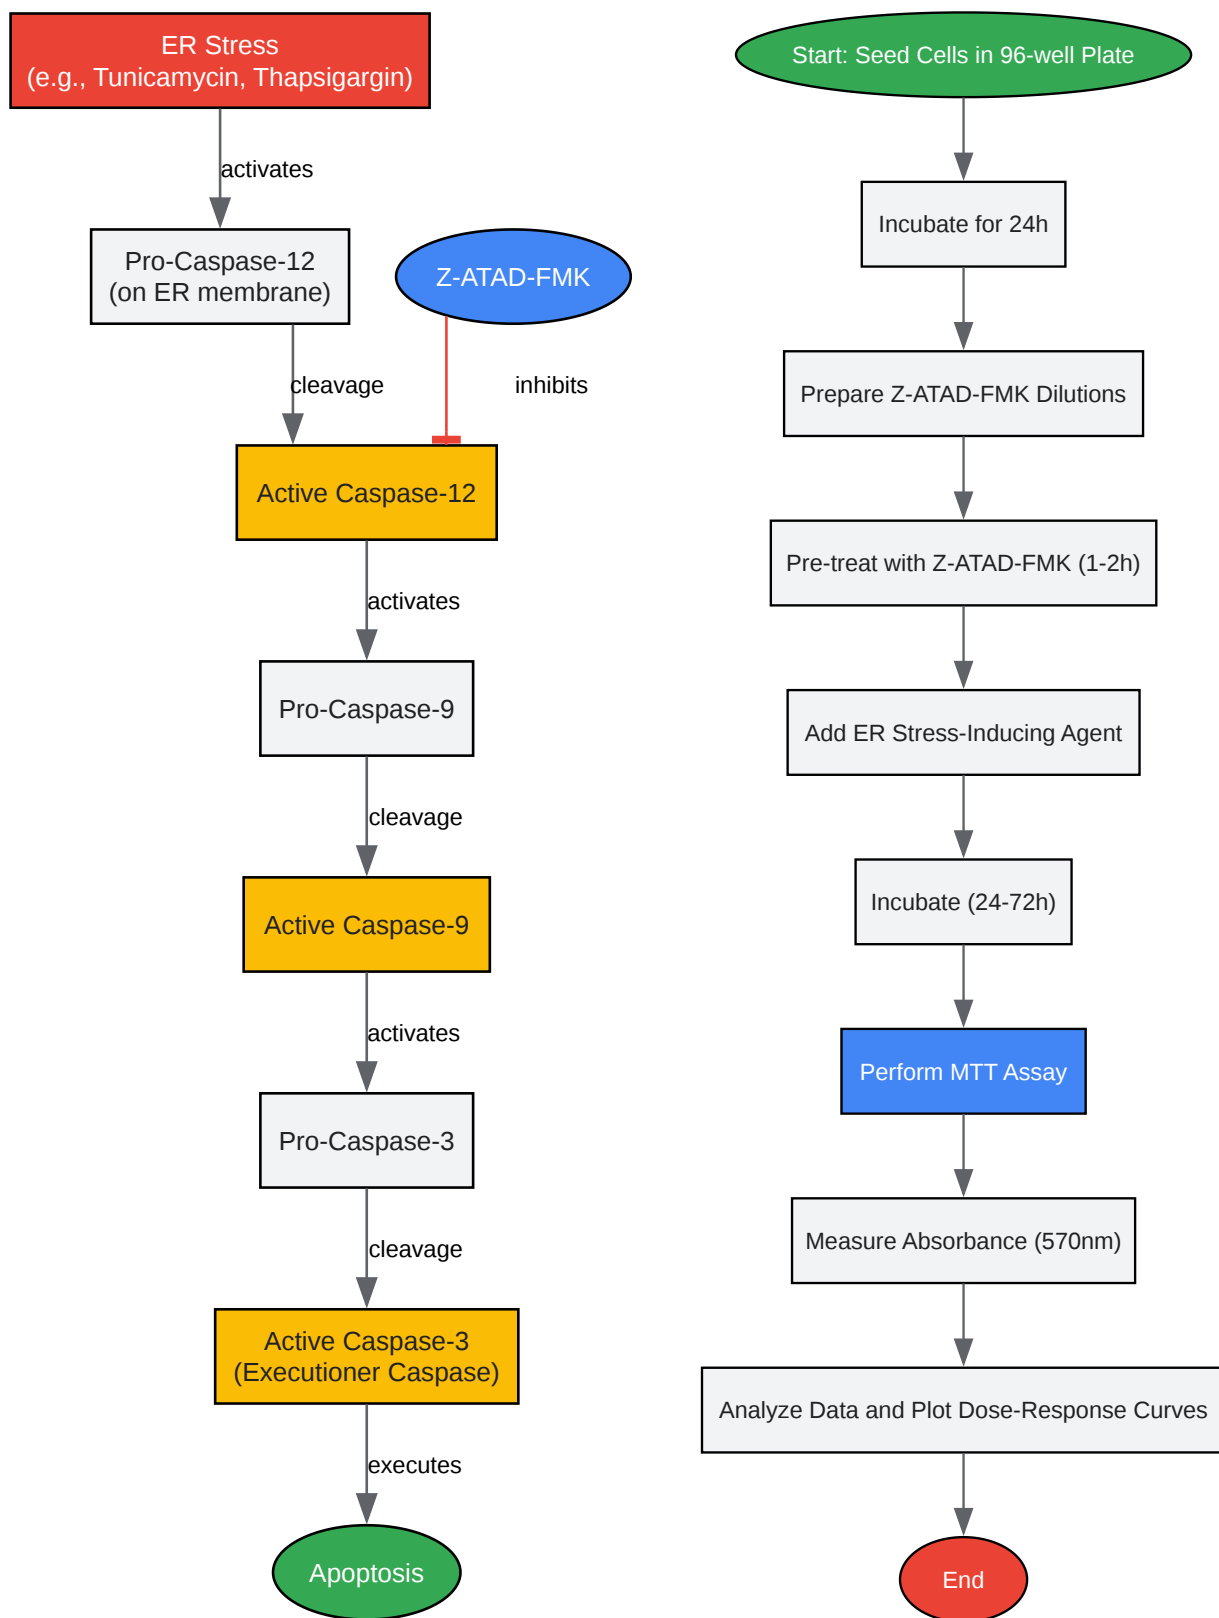 ER Stress
(e.g., Tunicamycin, Thapsigargin)
activates
Pro-Caspase-12
(on ER membrane)
Z-ATAD-FMK
cleavage
inhibits
Active Caspase-12
activates
Pro-Caspase-9
cleavage
Active Caspase-9
activates
Pro-Caspase-3
cleavage
Active Caspase-3
(Executioner Caspase)
executes
Apoptosis
Start: Seed Cells in 96-well Plate
Incubate for 24h
Prepare Z-ATAD-FMK Dilutions
Pre-treat with Z-ATAD-FMK (1-2h)
Add ER Stress-Inducing Agent
Incubate (24-72h)
Perform MTT Assay
Measure Absorbance (570nm)
Analyze Data and Plot Dose-Response Curves
End